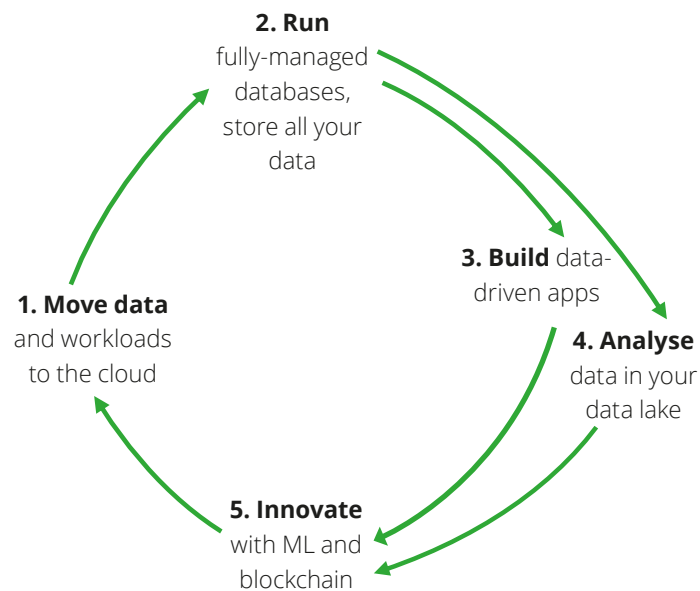 2. Run
fully-managed
databases,
store all your
data
3. Build data-
driven apps
1. Move data
and workloads
to the cloud
4. Analyse
data in your
data lake
5. Innovate
with ML and
blockchain